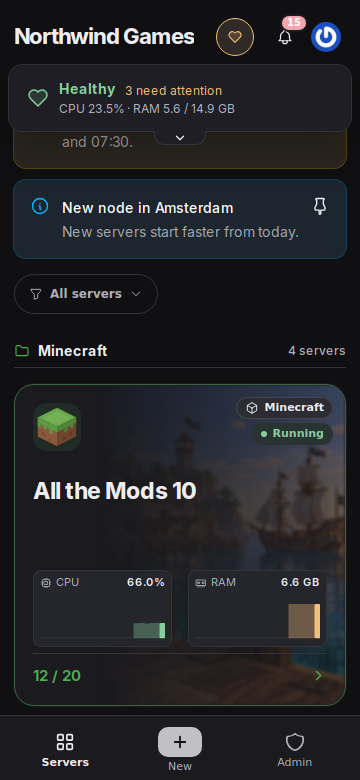 Northwind Games
15
Healthy 3 need attention
CPU 23.5% · RAM 5.6 / 14.9 GB
and 07:30.
New node in Amsterdam
New servers start faster from today.
All servers
Minecraft 4 servers
Minecraft
Running
All the Mods 10
CPU 66.0%
RAM 6.6 GB
12 / 20
Servers
New
Admin